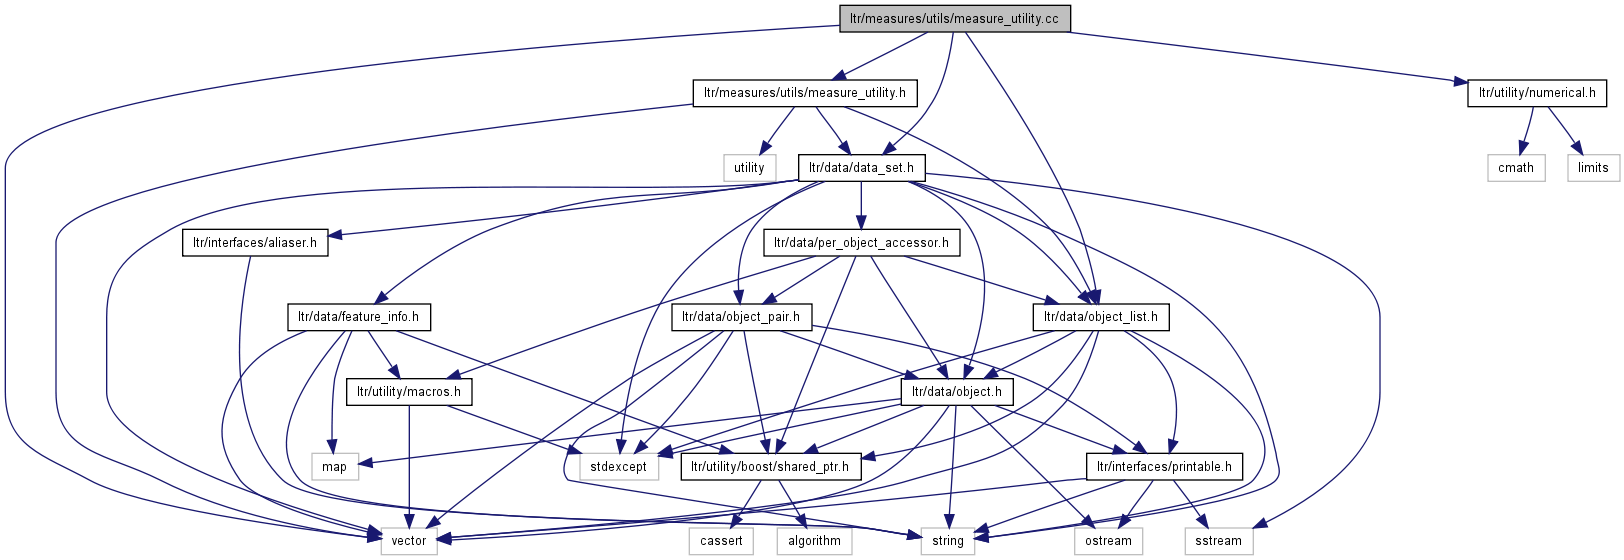 ltr/measures/utils/measure_utility.cc
ltr/measures/utils/measure_utility.h
ltr/utility/numerical.h
utility
ltr/data/data_set.h
cmath
limits
ltr/interfaces/aliaser.h
ltr/data/per_object_accessor.h
ltr/data/feature_info.h
ltr/data/object_pair.h
ltr/data/object_list.h
ltr/utility/macros.h
ltr/data/object.h
map
stdexcept
ltr/utility/boost/shared_ptr.h
ltr/interfaces/printable.h
vector
cassert
algorithm
string
ostream
sstream